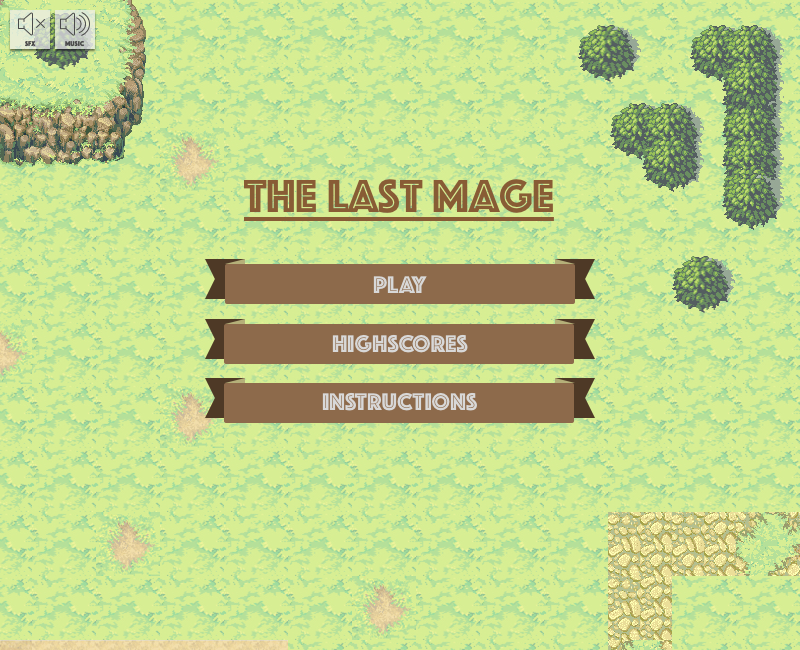 SFX
MUSIC
THE LAST MAGE
PLAY
HIGHSCORES
INSTRUCTIONS